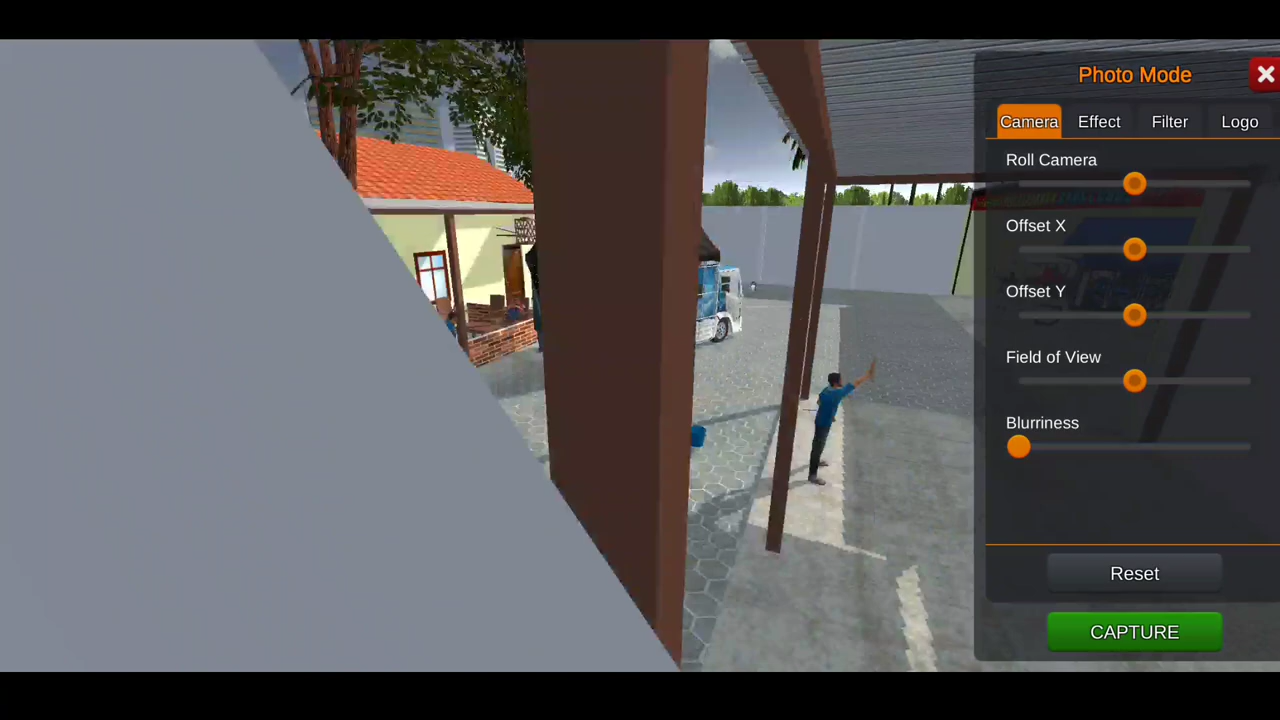 Photo Mode
Camera
Effect
Filter
Logo
Roll Camera
Offset X
Offset Y
Field of View
Blurriness
Reset
CAPTURE